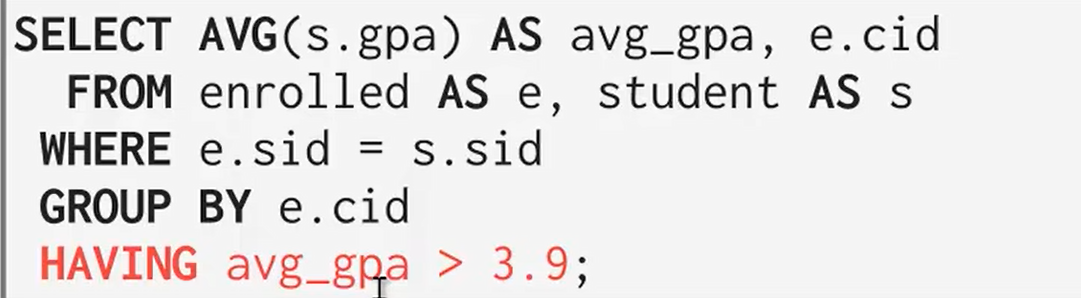 SELECT AVG(s.gpa) AS avg_gpa, e.cid
FROM enrolled AS e, student AS s
WHERE e.sid = s.sid
GROUP BY e.cid
HAVING avg_gpa > 3.9;